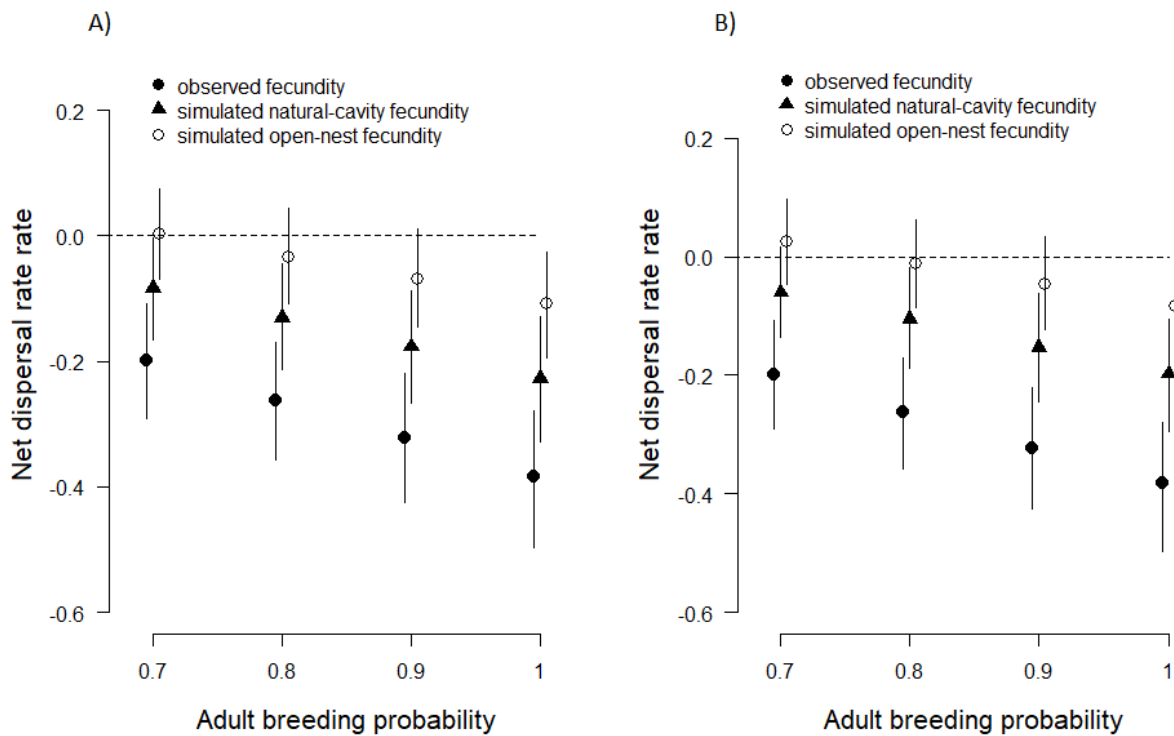 A)
observed fecundity
simulated natural-cavity fecundity
simulated open-nest fecundity
0.2
0.0
-0.2
-0.4
-0.6
Net dispersal rate rate
0.7 0.8 0.9 1
Adult breeding probability
B)
observed fecundity
simulated natural-cavity fecundity
simulated open-nest fecundity
0.2
0.0
-0.2
-0.4
-0.6
Net dispersal rate rate
0.7 0.8 0.9 1
Adult breeding probability